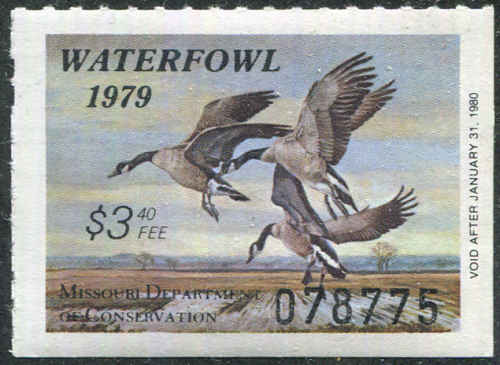 WATERFOWL
1979
$3.40
FEE
MISSOURI DEPARTMENT
OF CONSERVATION
078775
VOID AFTER JANUARY 31, 1980